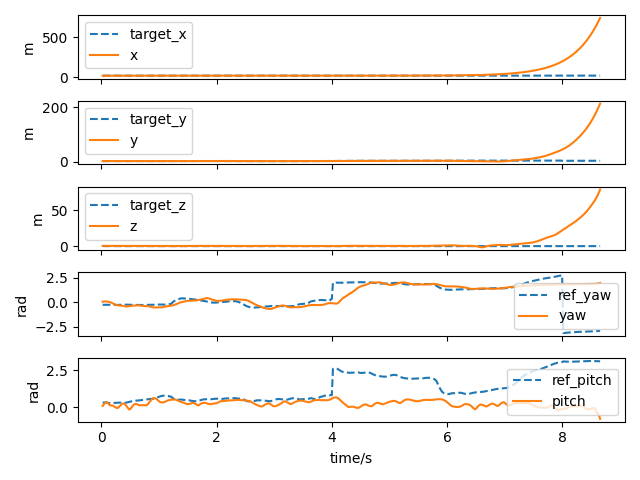 500
0
m
target_x
x
200
0
m
target_y
y
50
0
m
target_z
z
2.5
0.0
−2.5
rad
ref_yaw
yaw
2.5
0.0
rad
ref_pitch
pitch
0 2 4 6 8
time/s